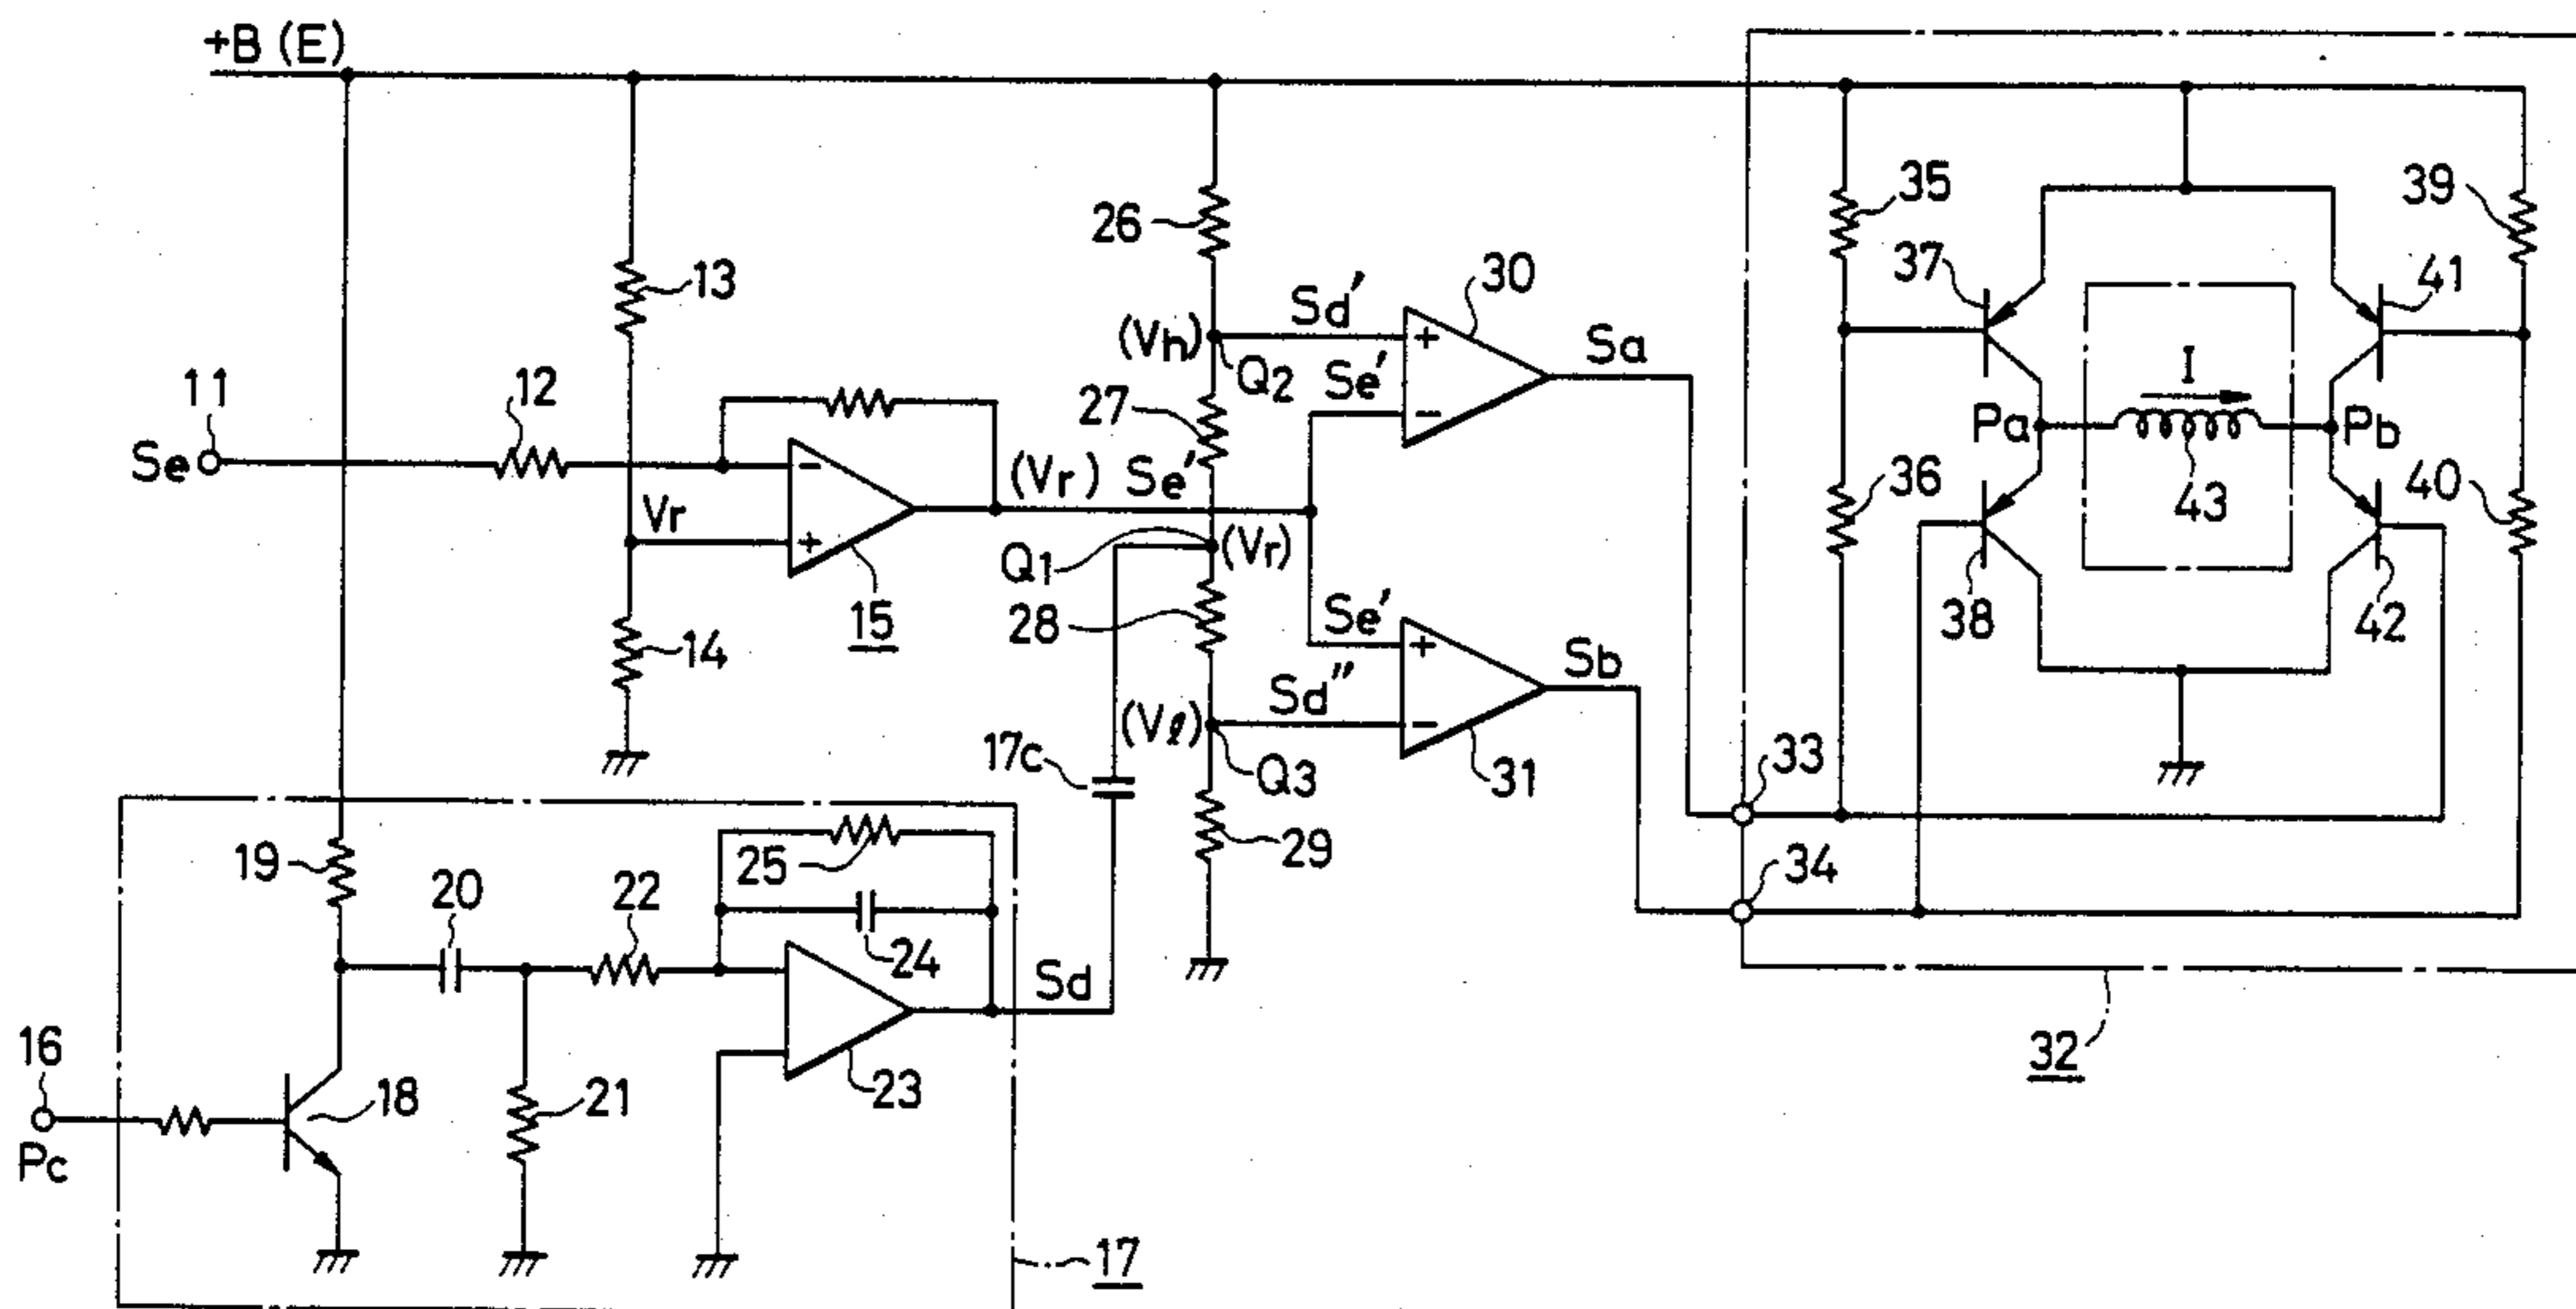 +B (E)
35
39
26
37
41
13
Sd'
30
(Vh)
Q2
Se'
Sa
I
11
12
27
Pa
Pb
Se
(Vr) Se'
43
40
36
Vr
Q1
(Vr)
15
28
Se'
38
42
14
Sb
Sd"
(Vℓ)
17c
Q3
31
33
19
25
29
34
20
22
24
Sd
16
32
18
21
23
Pc
17